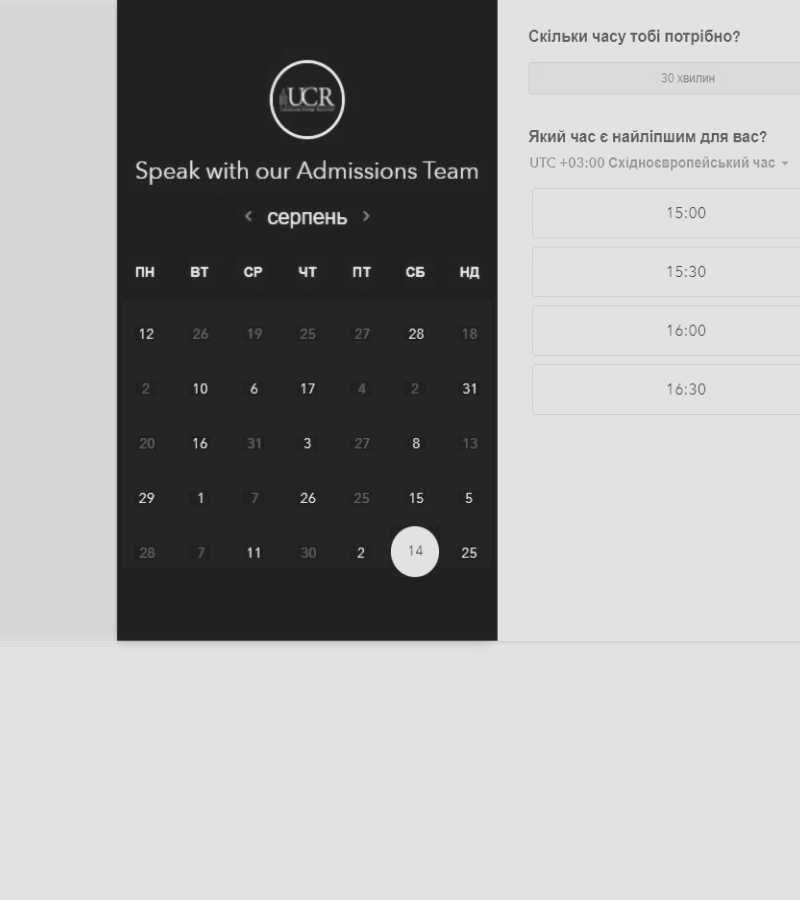 UCR
Speak with our Admissions Team
серпень
ПН ВТ СР ЧТ ПТ СБ НД
12 26 19 25 27 28 18
2 10 6 17 4 2 31
20 16 31 3 27 8 13
29 1 7 26 25 15 5
28 7 11 30 2 14 25
Скільки часу тобі потрібно?
30 хвилин
Який час є найліпшим для вас?
UTC +03:00 Східноєвропейський час
15:00
15:30
16:00
16:30